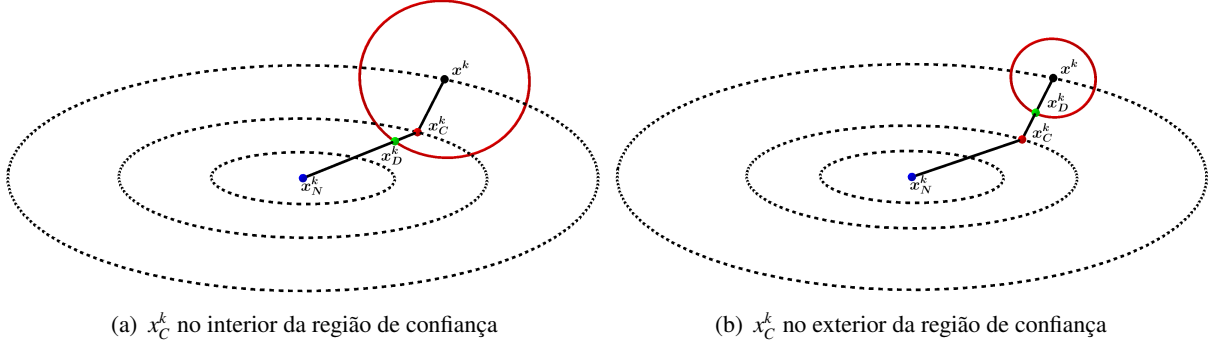 x^k
x_C^k
x_D^k
x_N^k
(a) x_C^k no interior da região de confiança
x^k
x_D^k
x_C^k
x_N^k
(b) x_C^k no exterior da região de confiança